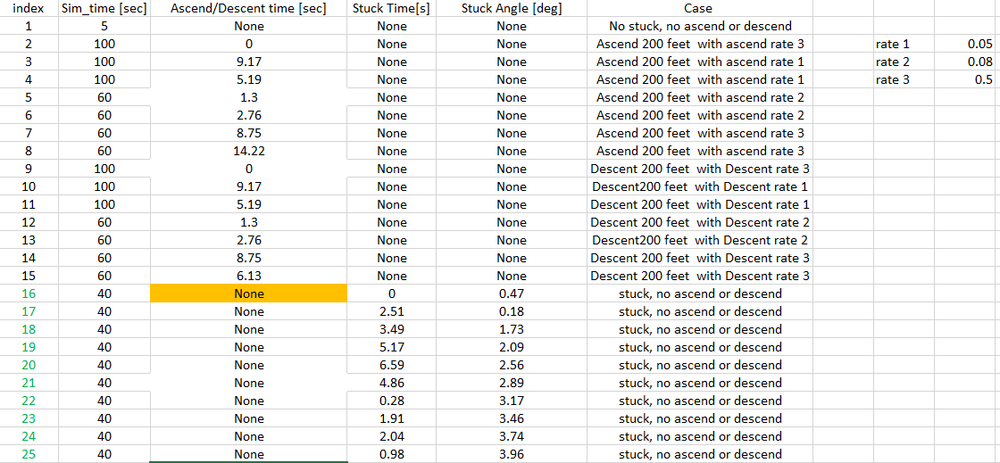 index Sim_time [sec] Ascend/Descent time [sec] Stuck Time[s] Stuck Angle [deg] Case
1 5 None None None No stuck, no ascend or descend
2 100 0 None None Ascend 200 feet  with ascend rate 3 rate 1 0.05
3 100 9.17 None None Ascend 200 feet  with ascend rate 1 rate 2 0.08
4 100 5.19 None None Ascend 200 feet  with ascend rate 1 rate 3 0.5
5 60 1.3 None None Ascend 200 feet  with ascend rate 2
6 60 2.76 None None Ascend 200 feet  with ascend rate 2
7 60 8.75 None None Ascend 200 feet  with ascend rate 3
8 60 14.22 None None Ascend 200 feet  with ascend rate 3
9 100 0 None None Descent 200 feet  with Descent rate 3
10 100 9.17 None None Descent200 feet  with Descent rate 1
11 100 5.19 None None Descent 200 feet  with Descent rate 1
12 60 1.3 None None Descent 200 feet  with Descent rate 2
13 60 2.76 None None Descent200 feet  with Descent rate 2
14 60 8.75 None None Descent 200 feet  with Descent rate 3
15 60 6.13 None None Descent 200 feet  with Descent rate 3
16 40 None 0 0.47 stuck, no ascend or descend
17 40 None 2.51 0.18 stuck, no ascend or descend
18 40 None 3.49 1.73 stuck, no ascend or descend
19 40 None 5.17 2.09 stuck, no ascend or descend
20 40 None 6.59 2.56 stuck, no ascend or descend
21 40 None 4.86 2.89 stuck, no ascend or descend
22 40 None 0.28 3.17 stuck, no ascend or descend
23 40 None 1.91 3.46 stuck, no ascend or descend
24 40 None 2.04 3.74 stuck, no ascend or descend
25 40 None 0.98 3.96 stuck, no ascend or descend